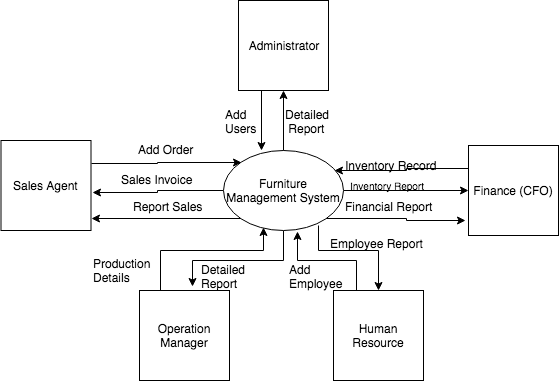 Administrator
Add
Users
Detailed
Report
Add Order
Sales Agent
Sales Invoice
Report Sales
Furniture
Management System
Inventory Record
Inventory Report
Financial Report
Finance (CFO)
Employee Report
Production
Details
Detailed
Report
Add
Employee
Operation
Manager
Human
Resource